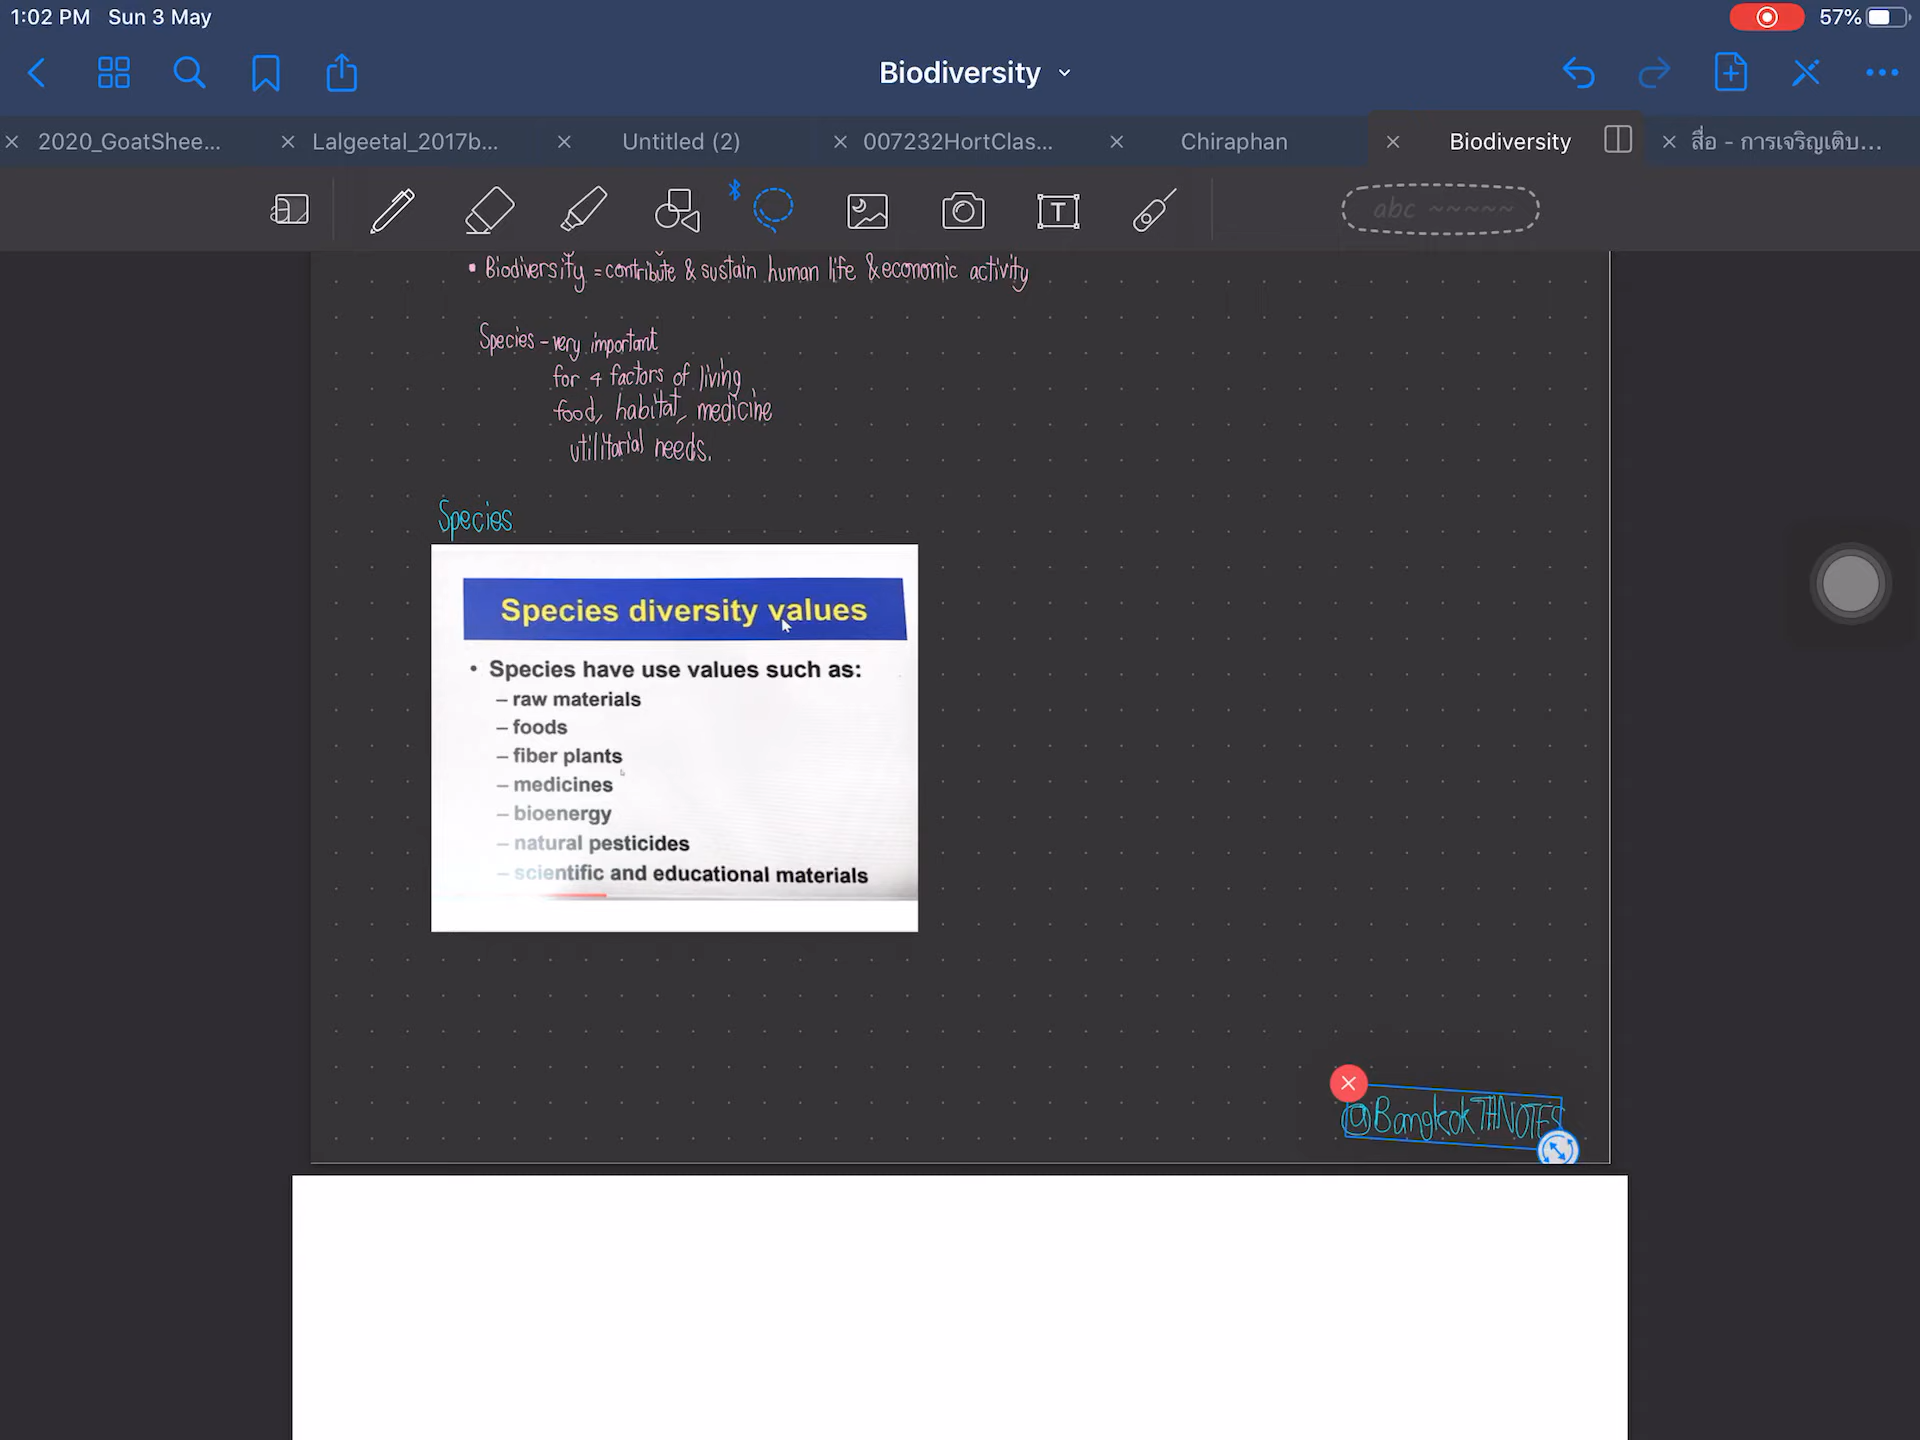 1:02 PM Sun 3 May
57%
Biodiversity
2020_GoatShee...
Lalgeetal_2017b...
Untitled (2)
007232HortClas...
Chiraphan
Biodiversity
สื่อ - การเจริญเติบ...
T
abc ~~~~~
• Biodiversity = contribute & sustain human life & economic activity
Species - very important
for 4 factors of living
food, habitat, medicine
utilitarial needs.
Species
Species diversity values
• Species have use values such as:
– raw materials
– foods
– fiber plants
– medicines
– bioenergy
– natural pesticides
– scientific and educational materials
@BangkokTHNOTES